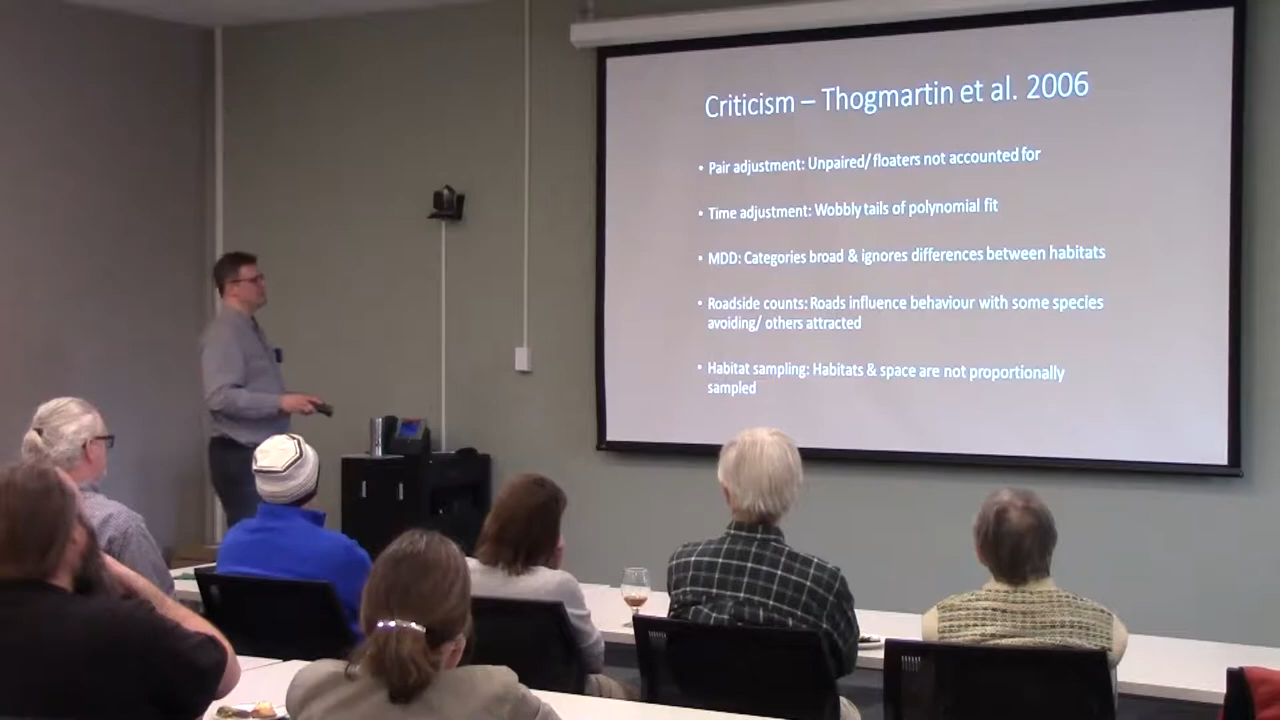 Criticism – Thogmartin et al. 2006
• Pair adjustment: Unpaired/ floaters not accounted for
• Time adjustment: Wobbly tails of polynomial fit
• MDD: Categories broad & ignores differences between habitats
• Roadside counts: Roads influence behaviour with some species
avoiding/ others attracted
• Habitat sampling: Habitats & space are not proportionally
sampled